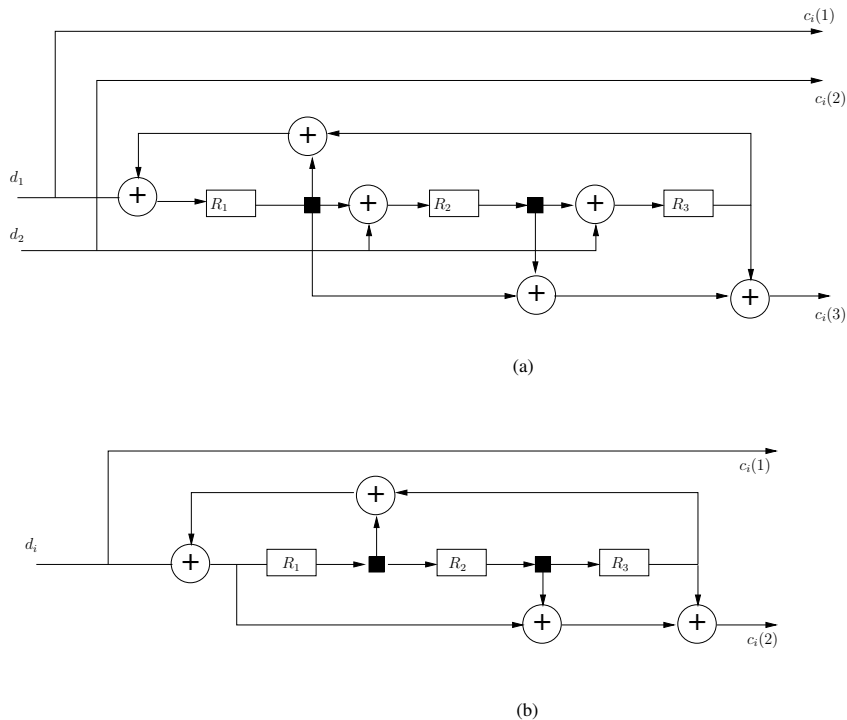 c_i(1)
c_i(2)
d_1
+
+
R_1
+
R_2
+
R_3
d_2
+
+
c_i(3)
(a)
c_i(1)
+
d_i
+
R_1
R_2
R_3
+
+
c_i(2)
(b)